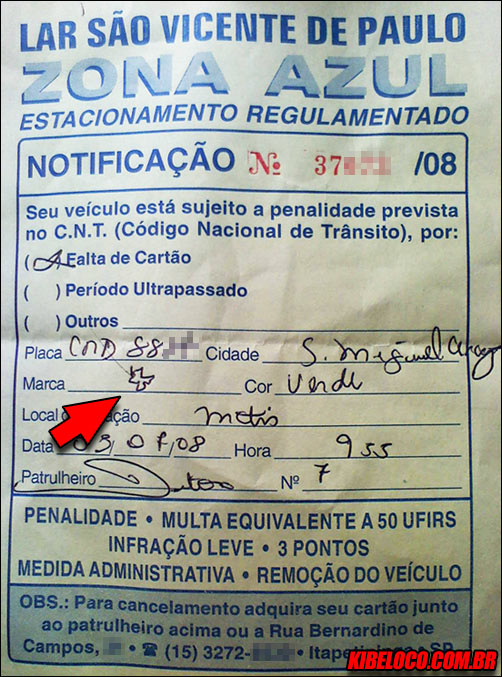 LAR SÃO VICENTE DE PAULO
ZONA AZUL
ESTACIONAMENTO REGULAMENTADO
NOTIFICAÇÃO Nº 37 /08
Seu veículo está sujeito a penalidade prevista
no C.N.T. (Código Nacional de Trânsito), por:
( ) Falta de Cartão
( ) Período Ultrapassado
( ) Outros
Placa 88 Cidade S. Miguel
Marca Cor Verde
Local
Data 03/07/08 Hora 955
Patrulheiro Nº 7
PENALIDADE • MULTA EQUIVALENTE A 50 UFIRS
INFRAÇÃO LEVE • 3 PONTOS
MEDIDA ADMINISTRATIVA • REMOÇÃO DO VEÍCULO
OBS.: Para cancelamento adquira seu cartão junto
ao patrulheiro acima ou a Rua Bernardino de
Campos, • ☎ (15) 3272- • Itapetininga - SP
KIBELOCO.COM.BR